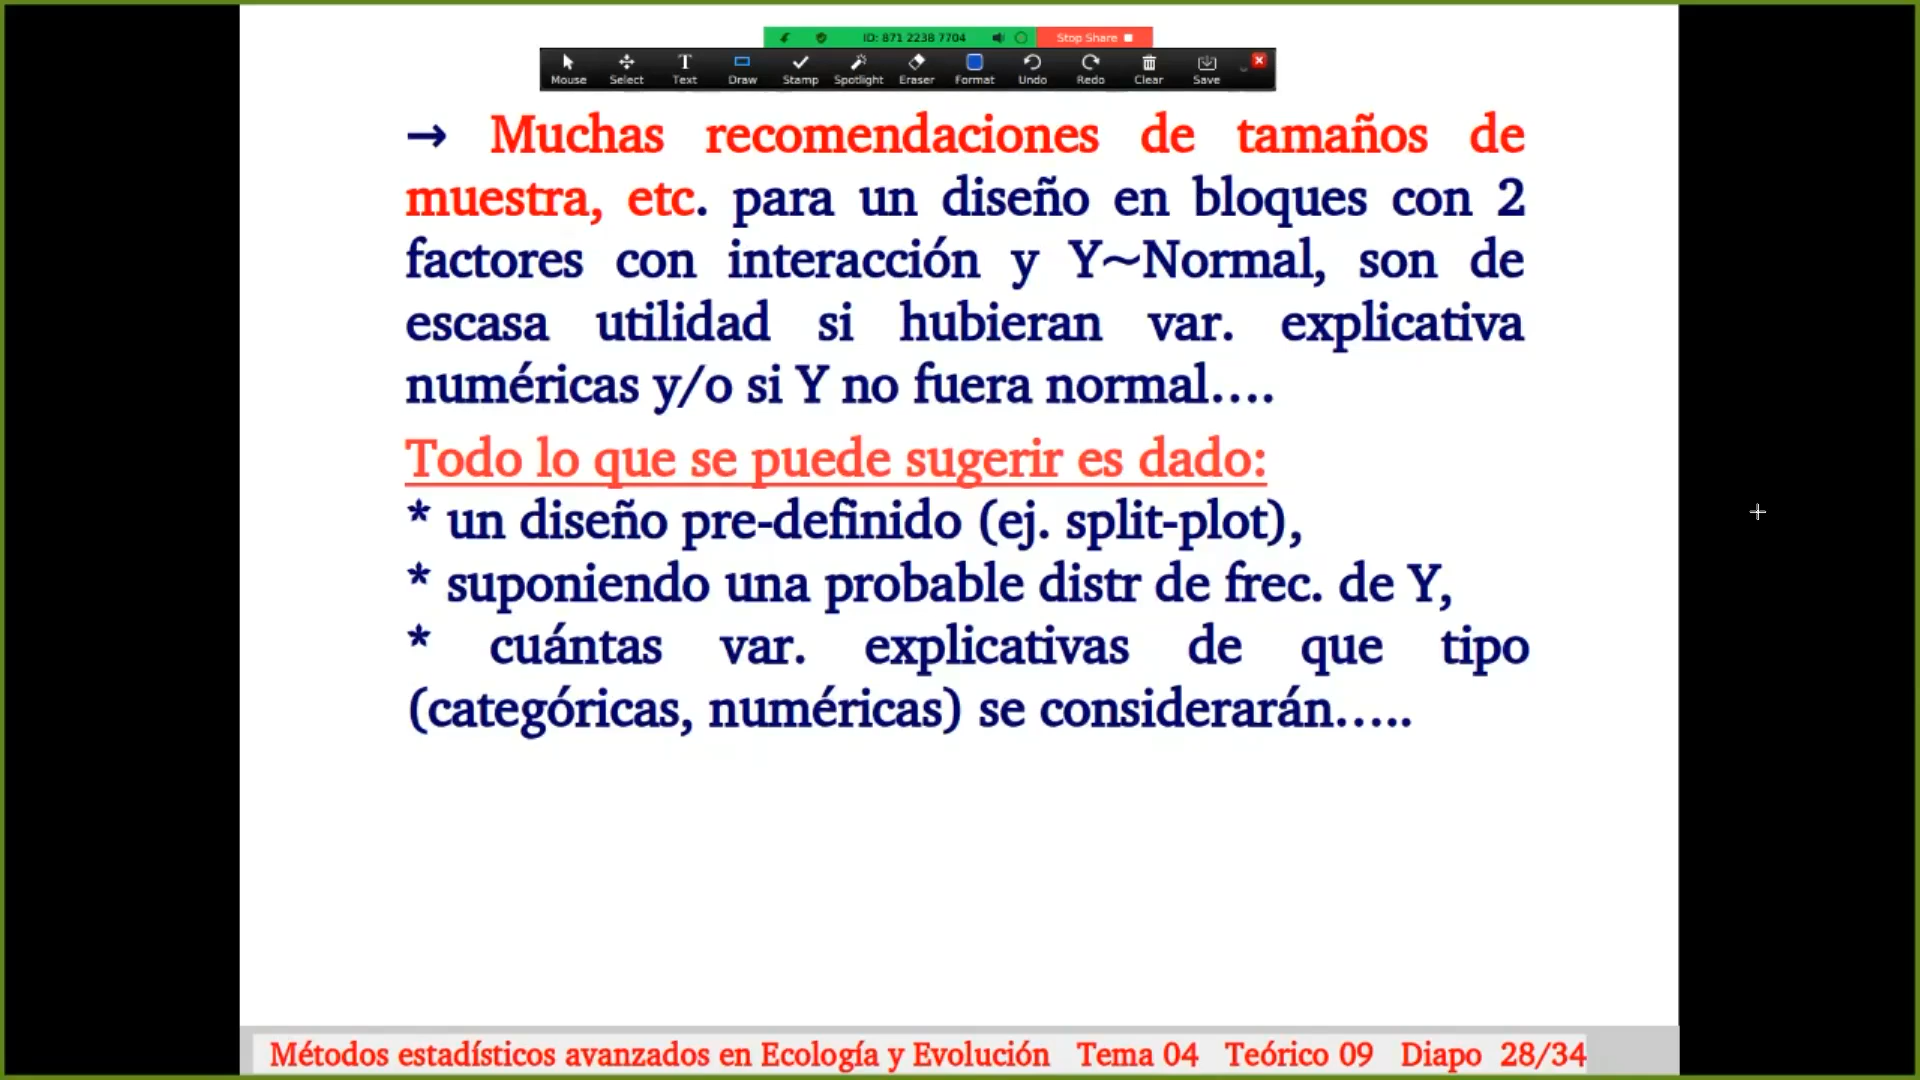 ID: 871 2238 7704 Stop Share
Mouse Select Text Draw Stamp Spotlight Eraser Format Undo Redo Clear Save
→ Muchas recomendaciones de tamaños de
muestra, etc. para un diseño en bloques con 2
factores con interacción y Y~Normal, son de
escasa utilidad si hubieran var. explicativa
numéricas y/o si Y no fuera normal....
Todo lo que se puede sugerir es dado:
* un diseño pre-definido (ej. split-plot),
* suponiendo una probable distr de frec. de Y,
* cuántas var. explicativas de que tipo
(categóricas, numéricas) se considerarán.....
Métodos estadísticos avanzados en Ecología y Evolución Tema 04 Teórico 09 Diapo 28/34